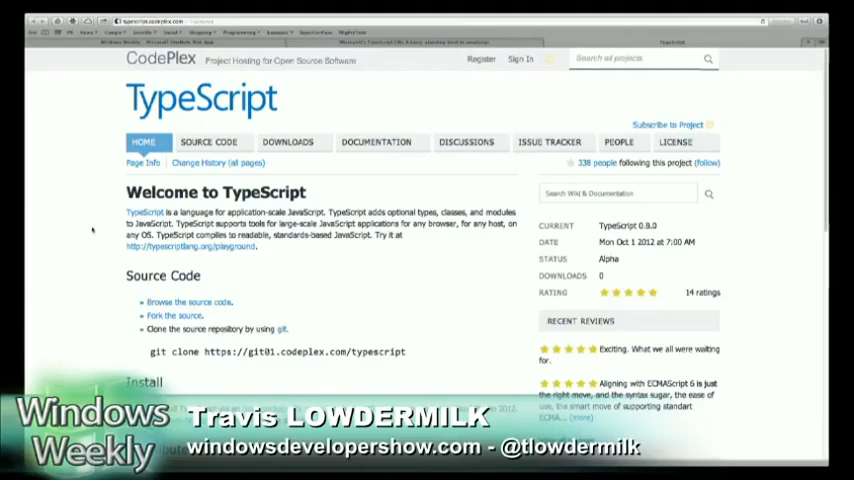 typescript.codeplex.com
CodePlex Project Hosting for Open Source Software
Register Sign In Search all projects
TypeScript
Subscribe to Project
HOME SOURCE CODE DOWNLOADS DOCUMENTATION DISCUSSIONS ISSUE TRACKER PEOPLE LICENSE
Page Info Change History (all pages)
338 people following this project (follow)
Welcome to TypeScript
TypeScript is a language for application-scale JavaScript. TypeScript adds optional types, classes, and modules
to JavaScript. TypeScript supports tools for large-scale JavaScript applications for any browser, for any host, on
any OS. TypeScript compiles to readable, standards-based JavaScript. Try it at
http://typescriptlang.org/playground.
Source Code
Browse the source code.
Fork the source.
Clone the source repository by using git.
git clone https://git01.codeplex.com/typescript
Install
Search Wiki & Documentation
CURRENT TypeScript 0.8.0
DATE Mon Oct 1 2012 at 7:00 AM
STATUS Alpha
DOWNLOADS 0
RATING 14 ratings
RECENT REVIEWS
Exciting. What we all were waiting
for.
Aligning with ECMAScript 6 is just
the right move, and the syntax sugar, the ease of
use, the smart move of supporting standart
ECMA... (more)
Windows
Weekly
Travis LOWDERMILK
windowsdevelopershow.com - @tlowdermilk